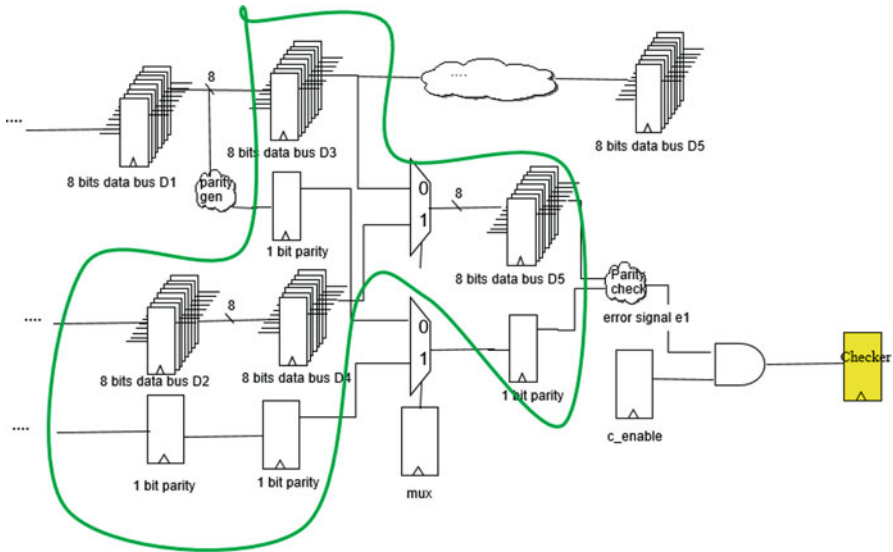 8
....
....
8 bits data bus D1
8 bits data bus D3
8 bits data bus D5
parity
gen
0
1
8
1 bit parity
8 bits data bus D5
Parity
check
....
8
error signal e1
0
1
8 bits data bus D2
8 bits data bus D4
Checker
1 bit parity
....
c_enable
1 bit parity
1 bit parity
mux